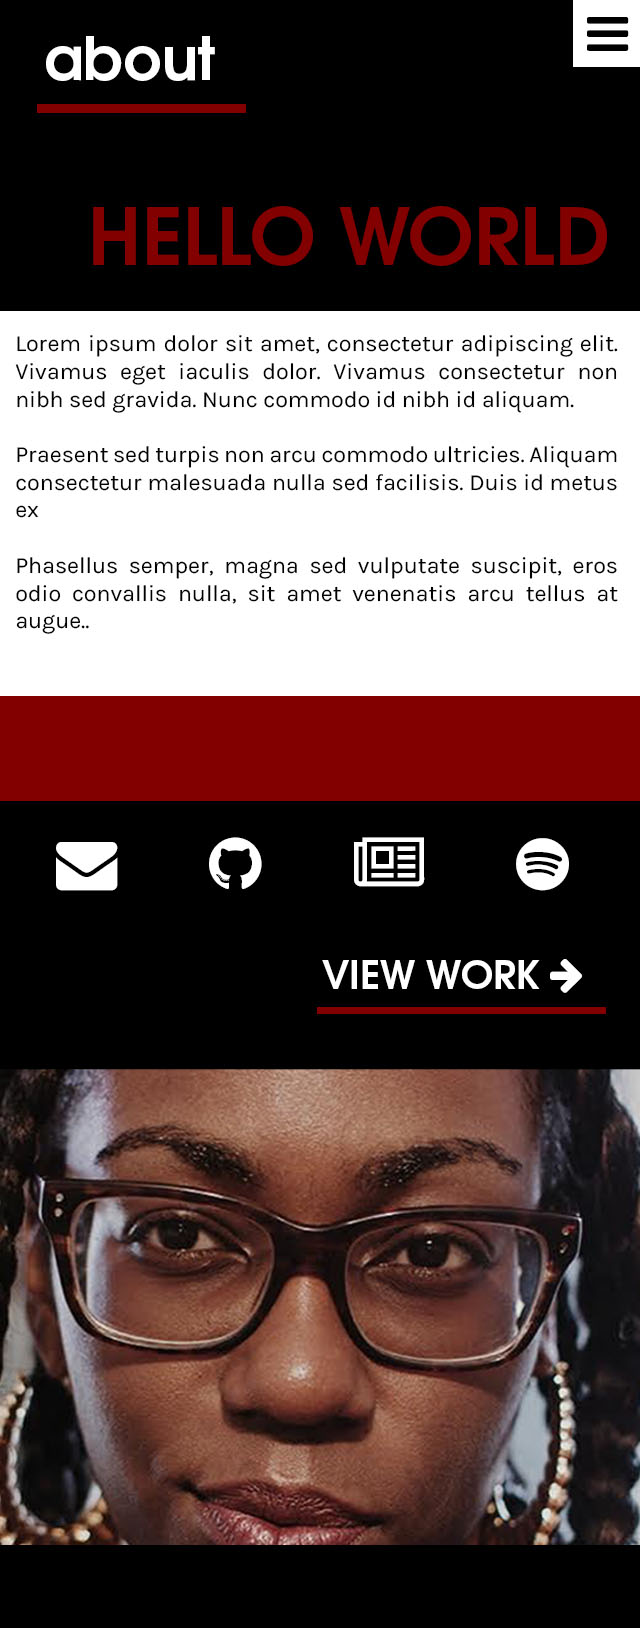 about
HELLO WORLD
Lorem ipsum dolor sit amet, consectetur adipiscing elit.
Vivamus eget iaculis dolor. Vivamus consectetur non
nibh sed gravida. Nunc commodo id nibh id aliquam.
Praesent sed turpis non arcu commodo ultricies. Aliquam
consectetur malesuada nulla sed facilisis. Duis id metus
ex
Phasellus semper, magna sed vulputate suscipit, eros
odio convallis nulla, sit amet venenatis arcu tellus at
augue..
VIEW WORK